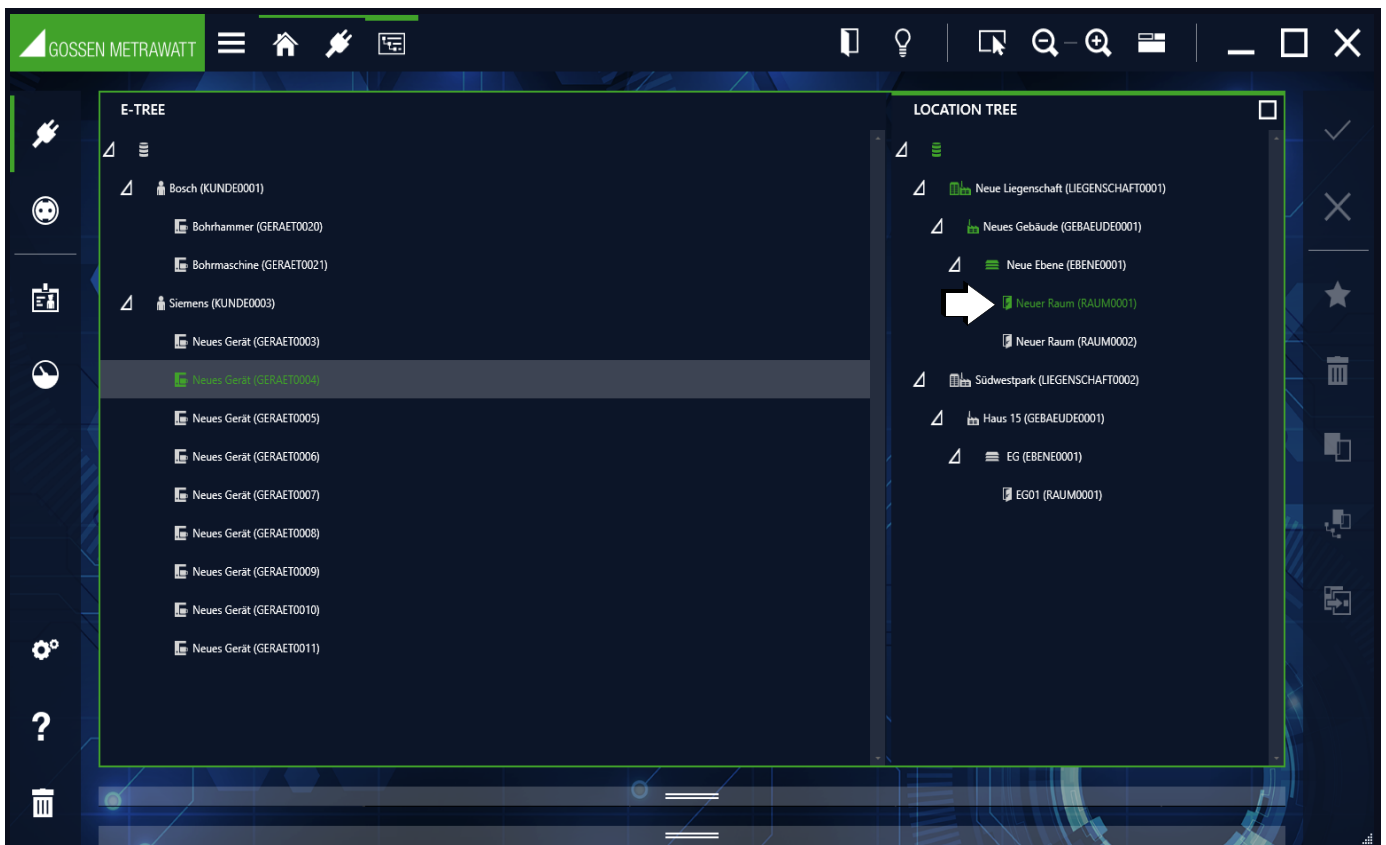 GOSSEN METRAWATT
E-TREE
Bosch (KUNDE0001)
Bohrhammer (GERAET0020)
Bohrmaschine (GERAET0021)
Siemens (KUNDE0003)
Neues Gerät (GERAET0003)
Neues Gerät (GERAET0004)
Neues Gerät (GERAET0005)
Neues Gerät (GERAET0006)
Neues Gerät (GERAET0007)
Neues Gerät (GERAET0008)
Neues Gerät (GERAET0009)
Neues Gerät (GERAET0010)
Neues Gerät (GERAET0011)
LOCATION TREE
Neue Liegenschaft (LIEGENSCHAFT0001)
Neues Gebäude (GEBAEUDE0001)
Neue Ebene (EBENE0001)
Neuer Raum (RAUM0001)
Neuer Raum (RAUM0002)
Südwestpark (LIEGENSCHAFT0002)
Haus 15 (GEBAEUDE0001)
EG (EBENE0001)
EG01 (RAUM0001)
?